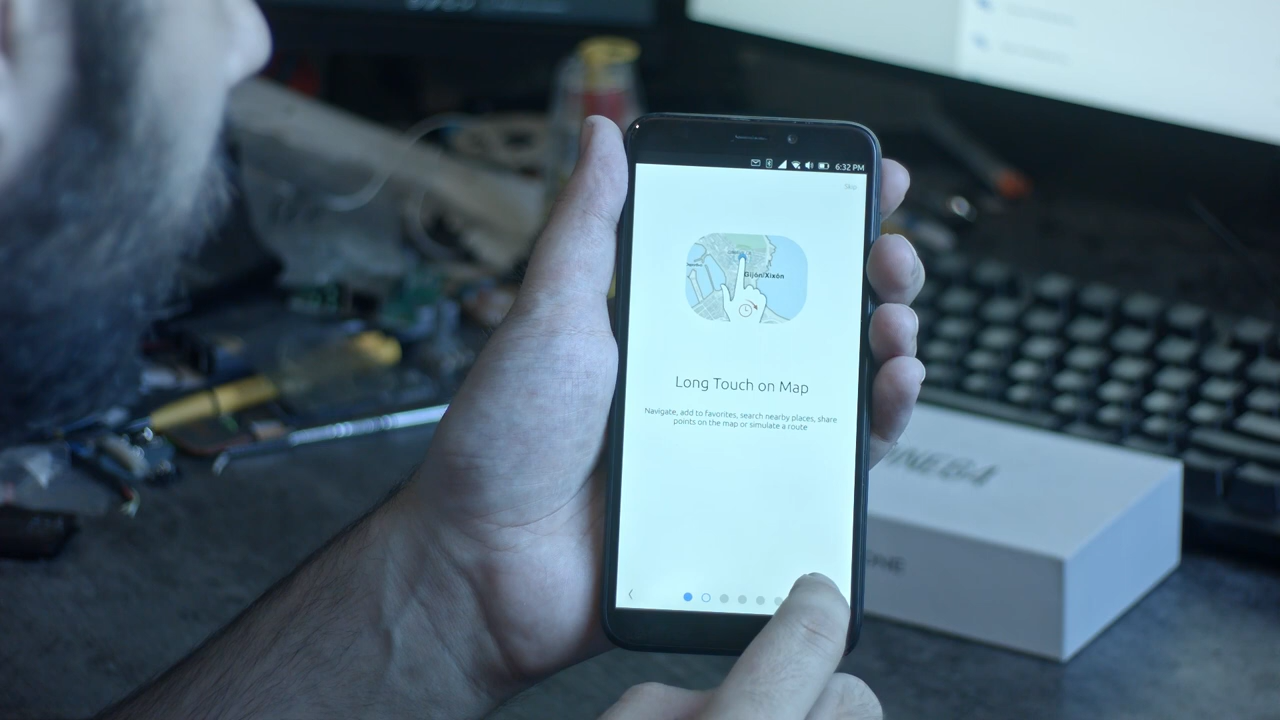 6:32 PM
Skip
Gijón/Xixón
Long Touch on Map
Navigate, add to favorites, search nearby places, share
points on the map or simulate a route